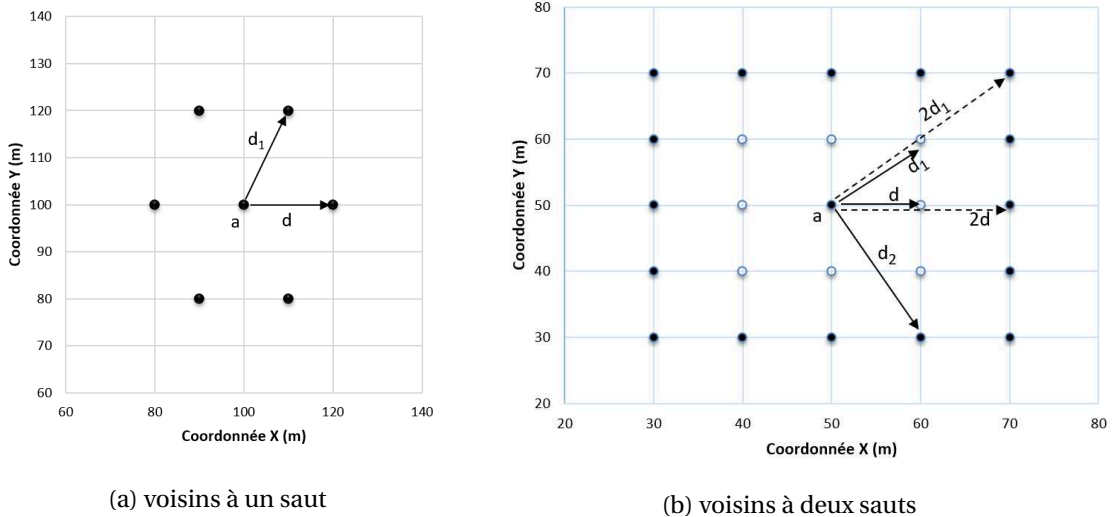 140
130
120
110
100
90
80
70
60
60 80 100 120 140
Coordonnée Y (m)
Coordonnée X (m)
d₁
d
a
(a) voisins à un saut
80
70
60
50
40
30
20
20 30 40 50 60 70 80
Coordonnée Y (m)
Coordonnée X (m)
2d₁
d₁
d
a
2d
d₂
(b) voisins à deux sauts